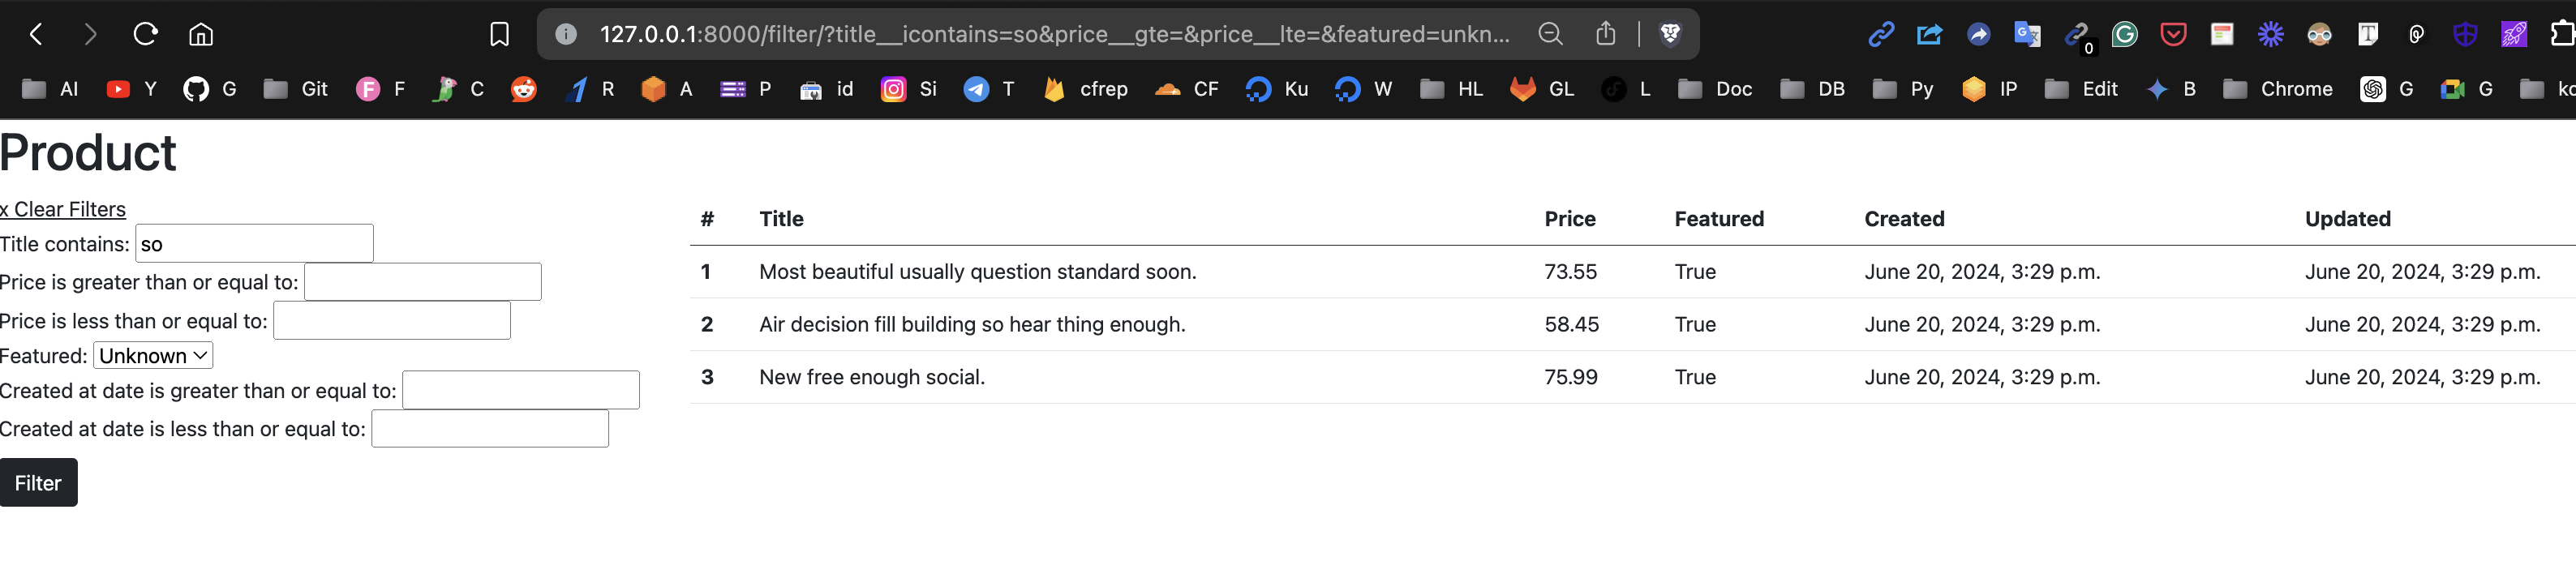 127.0.0.1:8000/filter/?title__icontains=so&price__gte=&price__lte=&featured=unkn...
0
AI Y G Git F F C R A P id Si T cfrep CF Ku W HL GL L Doc DB Py IP Edit B Chrome G G
Product
x Clear Filters
Title contains: so
Price is greater than or equal to:
Price is less than or equal to:
Featured: Unknown
Created at date is greater than or equal to:
Created at date is less than or equal to:
Filter
# Title Price Featured Created Updated
1 Most beautiful usually question standard soon. 73.55 True June 20, 2024, 3:29 p.m. June 20, 2024, 3:29 p.m.
2 Air decision fill building so hear thing enough. 58.45 True June 20, 2024, 3:29 p.m. June 20, 2024, 3:29 p.m.
3 New free enough social. 75.99 True June 20, 2024, 3:29 p.m. June 20, 2024, 3:29 p.m.